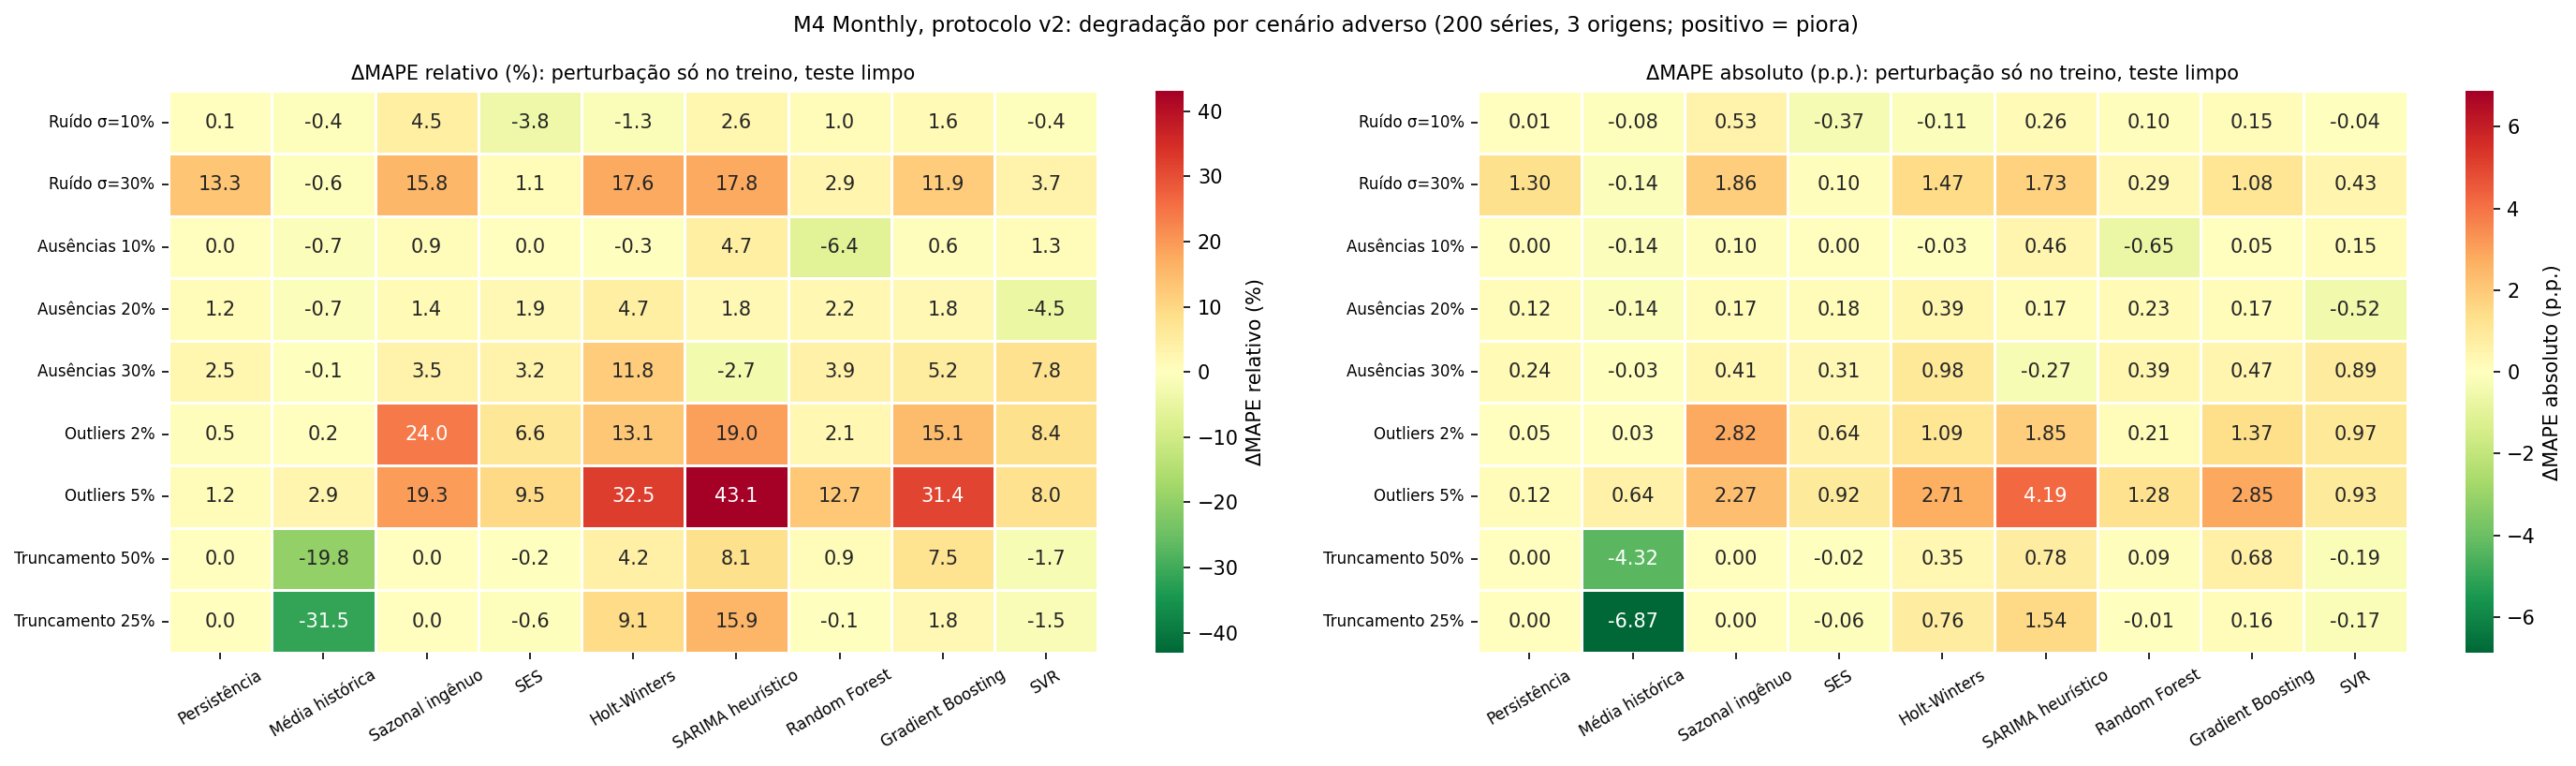 M4 Monthly, protocolo v2: degradação por cenário adverso (200 séries, 3 origens; positivo = piora)
ΔMAPE relativo (%): perturbação só no treino, teste limpo
Ruído σ=10% 0.1 -0.4 4.5 -3.8 -1.3 2.6 1.0 1.6 -0.4
Ruído σ=30% 13.3 -0.6 15.8 1.1 17.6 17.8 2.9 11.9 3.7
Ausências 10% 0.0 -0.7 0.9 0.0 -0.3 4.7 -6.4 0.6 1.3
Ausências 20% 1.2 -0.7 1.4 1.9 4.7 1.8 2.2 1.8 -4.5
Ausências 30% 2.5 -0.1 3.5 3.2 11.8 -2.7 3.9 5.2 7.8
Outliers 2% 0.5 0.2 24.0 6.6 13.1 19.0 2.1 15.1 8.4
Outliers 5% 1.2 2.9 19.3 9.5 32.5 43.1 12.7 31.4 8.0
Truncamento 50% 0.0 -19.8 0.0 -0.2 4.2 8.1 0.9 7.5 -1.7
Truncamento 25% 0.0 -31.5 0.0 -0.6 9.1 15.9 -0.1 1.8 -1.5
Persistência Média histórica Sazonal ingênuo SES Holt-Winters SARIMA heurístico Random Forest Gradient Boosting SVR
40
30
20
10
0
−10
−20
−30
−40
ΔMAPE relativo (%)
ΔMAPE absoluto (p.p.): perturbação só no treino, teste limpo
Ruído σ=10% 0.01 -0.08 0.53 -0.37 -0.11 0.26 0.10 0.15 -0.04
Ruído σ=30% 1.30 -0.14 1.86 0.10 1.47 1.73 0.29 1.08 0.43
Ausências 10% 0.00 -0.14 0.10 0.00 -0.03 0.46 -0.65 0.05 0.15
Ausências 20% 0.12 -0.14 0.17 0.18 0.39 0.17 0.23 0.17 -0.52
Ausências 30% 0.24 -0.03 0.41 0.31 0.98 -0.27 0.39 0.47 0.89
Outliers 2% 0.05 0.03 2.82 0.64 1.09 1.85 0.21 1.37 0.97
Outliers 5% 0.12 0.64 2.27 0.92 2.71 4.19 1.28 2.85 0.93
Truncamento 50% 0.00 -4.32 0.00 -0.02 0.35 0.78 0.09 0.68 -0.19
Truncamento 25% 0.00 -6.87 0.00 -0.06 0.76 1.54 -0.01 0.16 -0.17
Persistência Média histórica Sazonal ingênuo SES Holt-Winters SARIMA heurístico Random Forest Gradient Boosting SVR
6
4
2
0
−2
−4
−6
ΔMAPE absoluto (p.p.)